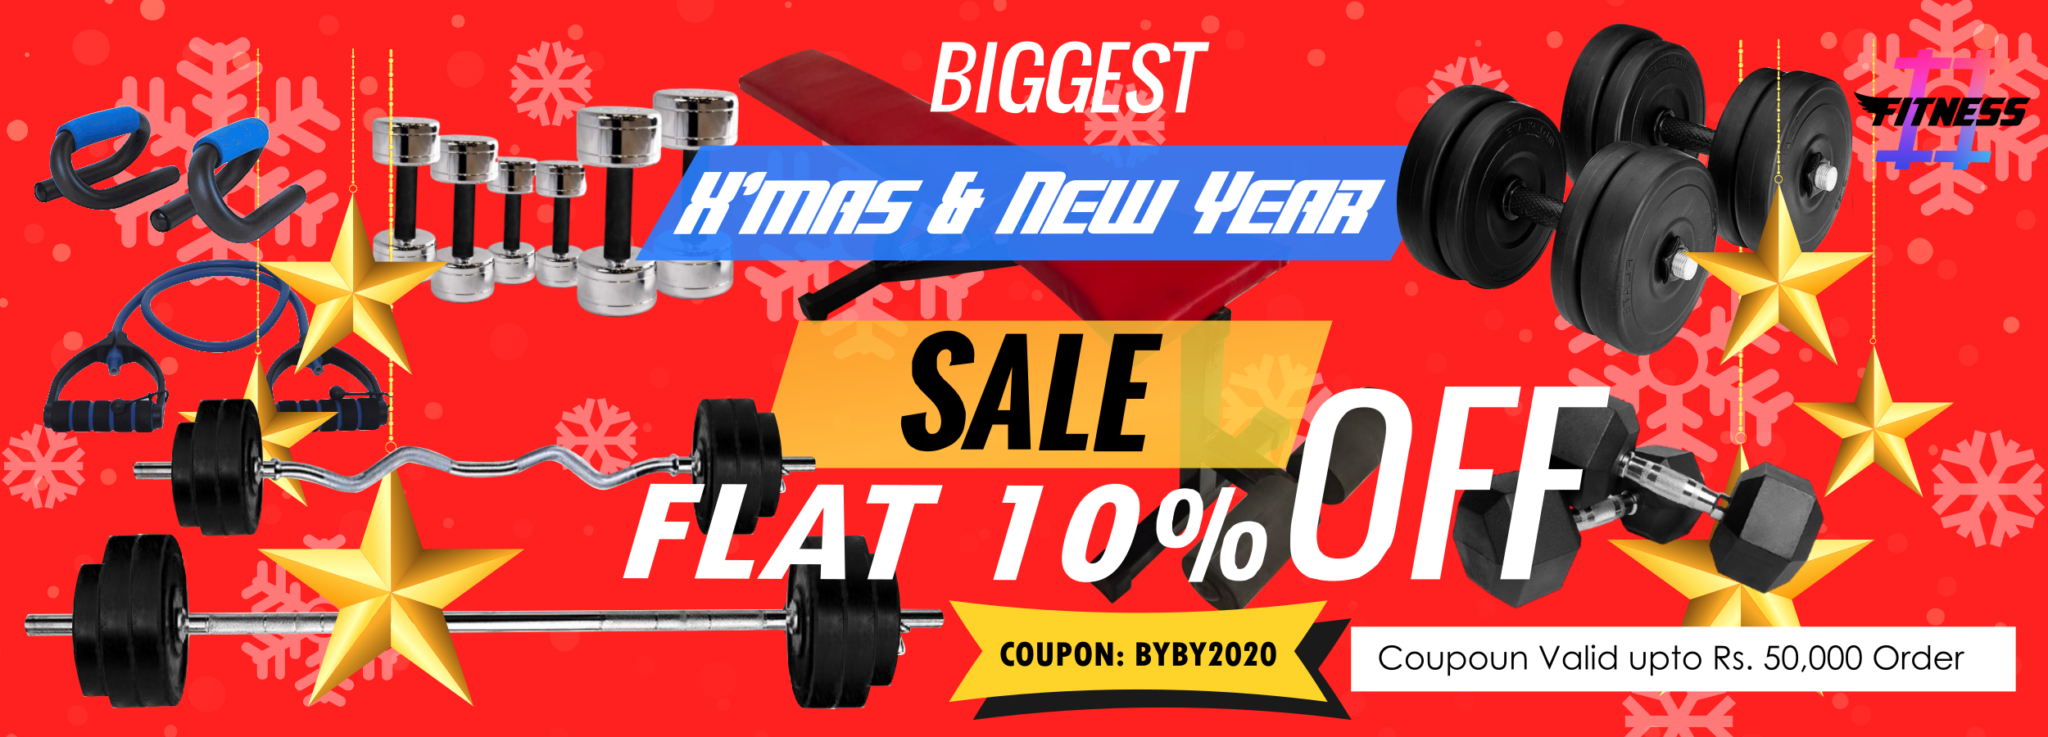 BIGGEST
X'mas & New Year
SALE
FLAT 10% OFF
COUPON: BYBY2020
Coupoun Valid upto Rs. 50,000 Order
FITNESS